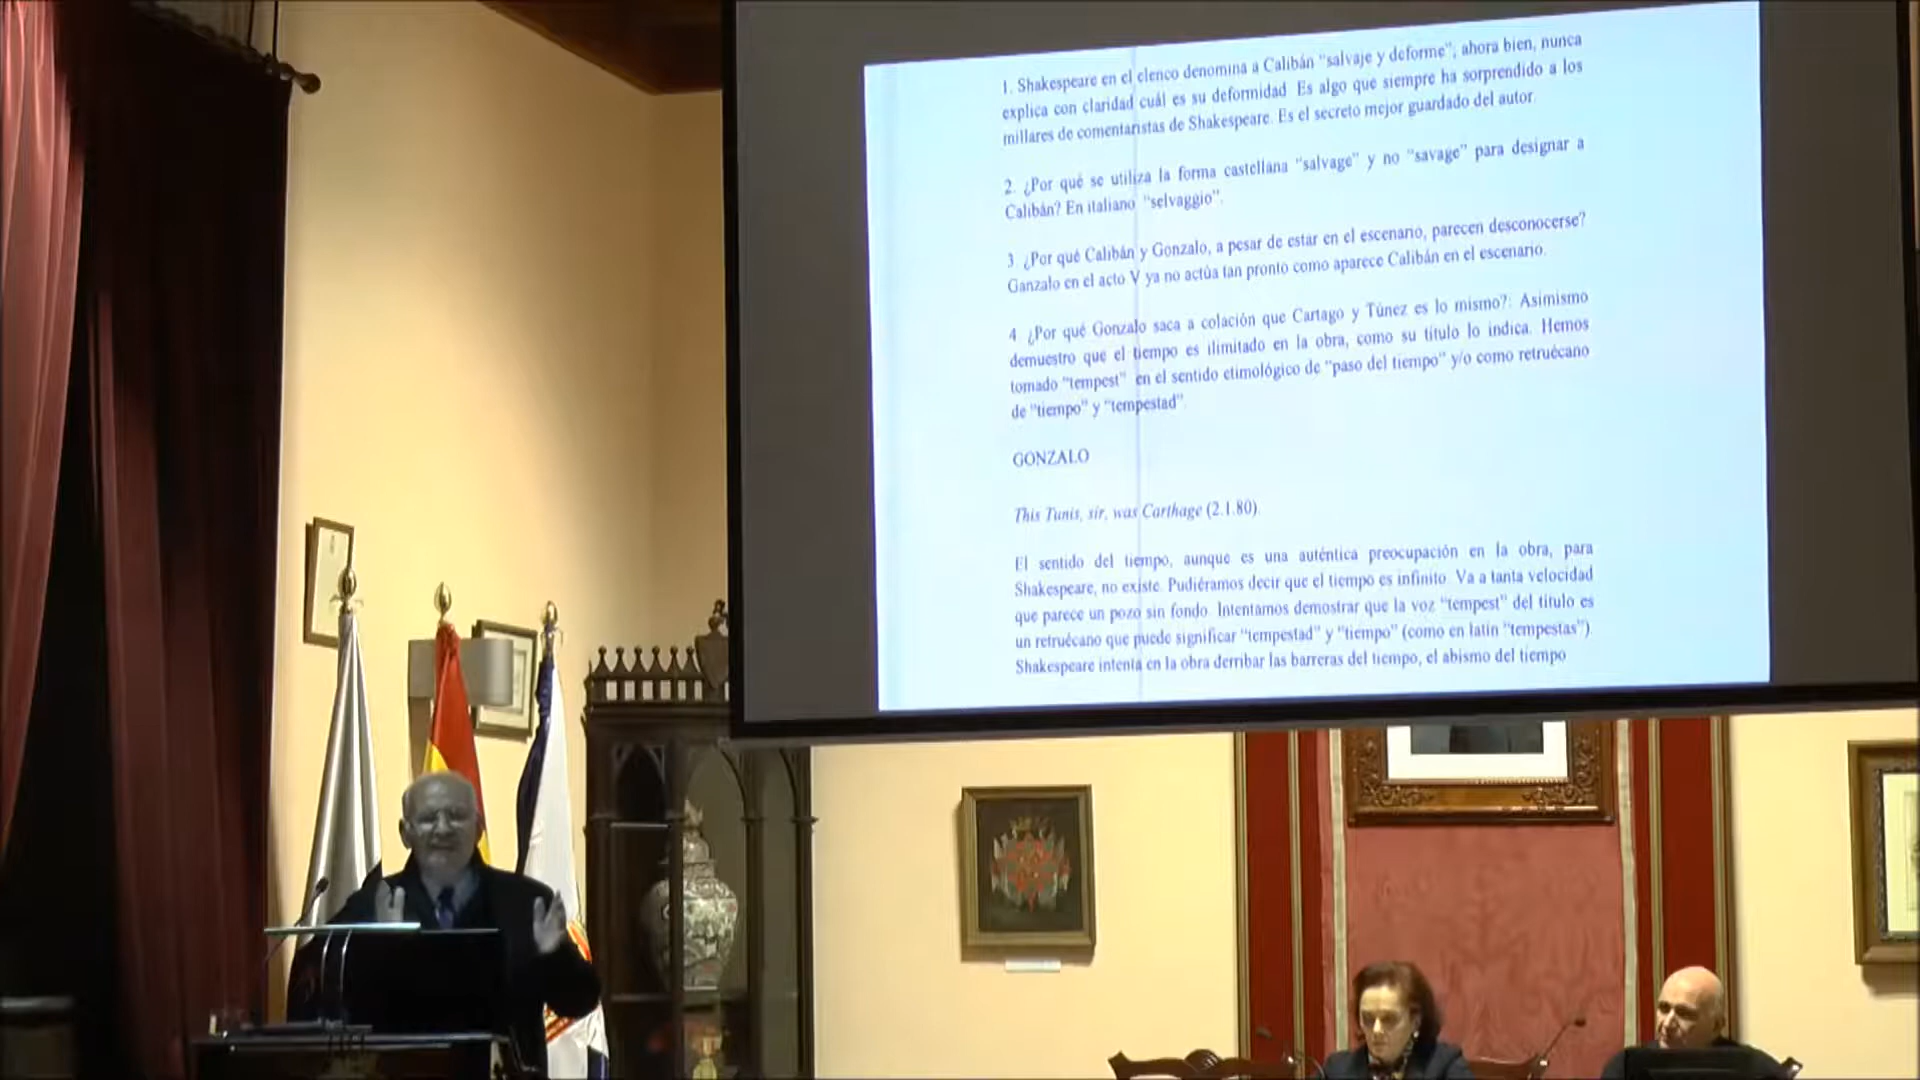 1. Shakespeare en el elenco denomina a Calibán “salvaje y deforme”, ahora bien, nunca
explica con claridad cuál es su deformidad. Es algo que siempre ha sorprendido a los
millares de comentaristas de Shakespeare. Es el secreto mejor guardado del autor.
2. ¿Por qué se utiliza la forma castellana “salvage” y no “savage” para designar a
Calibán? En italiano “selvaggio”.
3. ¿Por qué Calibán y Gonzalo, a pesar de estar en el escenario, parecen desconocerse?
Ganzalo en el acto V ya no actúa tan pronto como aparece Calibán en el escenario.
4 ¿Por qué Gonzalo saca a colación que Cartago y Túnez es lo mismo?: Asimismo
demuestro que el tiempo es ilimitado en la obra, como su título lo indica. Hemos
tomado “tempest” en el sentido etimológico de “paso del tiempo” y/o como retruécano
de “tiempo” y “tempestad”.
GONZALO
This Tunis, sir, was Carthage (2.1.80).
El sentido del tiempo, aunque es una auténtica preocupación en la obra, para
Shakespeare, no existe. Pudiéramos decir que el tiempo es infinito. Va a tanta velocidad
que parece un pozo sin fondo. Intentamos demostrar que la voz “tempest” del título es
un retruécano que puede significar “tempestad” y “tiempo” (como en latín “tempestas”).
Shakespeare intenta en la obra derribar las barreras del tiempo, el abismo del tiempo